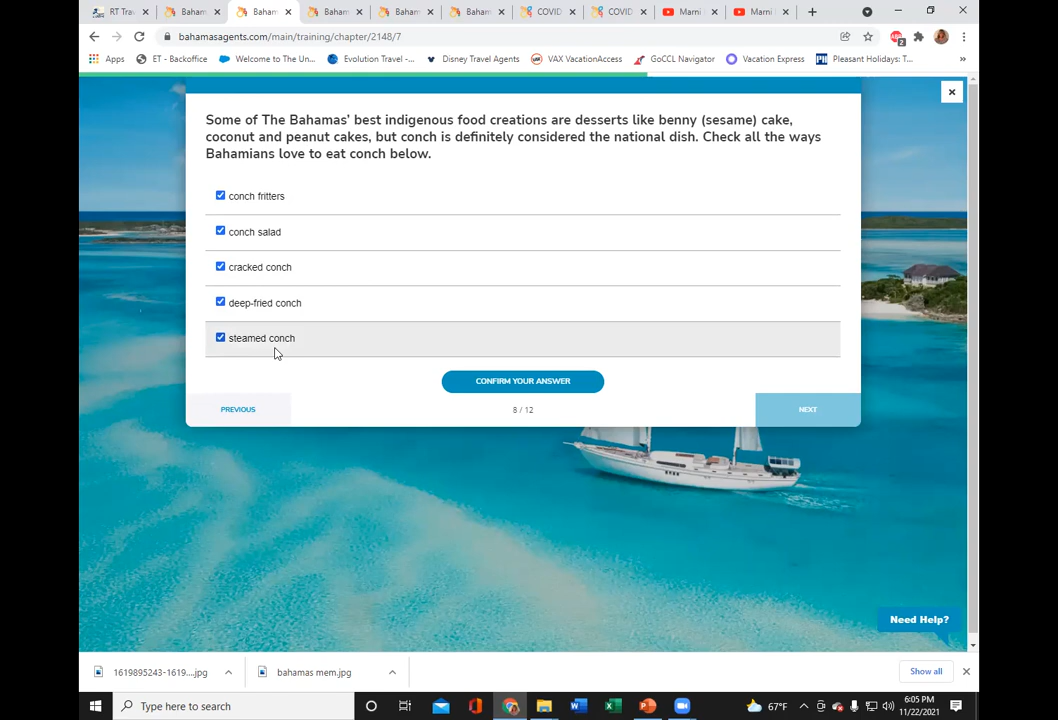 RT Tra
Baham
Baham
Baham
Baham
Baham
COVID
COVID
Marni
Marni
bahamasagents.com/main/training/chapter/2148/7
2
Apps
ET - Backoffice
Welcome to The Un...
Evolution Travel -...
Disney Travel Agents
VAX VacationAccess
GoCCL Navigator
Vacation Express
Pleasant Holidays: T...
Some of The Bahamas' best indigenous food creations are desserts like benny (sesame) cake,
coconut and peanut cakes, but conch is definitely considered the national dish. Check all the ways
Bahamians love to eat conch below.
conch fritters
conch salad
cracked conch
deep-fried conch
steamed conch
CONFIRM YOUR ANSWER
PREVIOUS
8 / 12
NEXT
Need Help?
1619895243-1619....jpg
bahamas mem.jpg
Show all
Type here to search
67°F
6:05 PM
11/22/2021